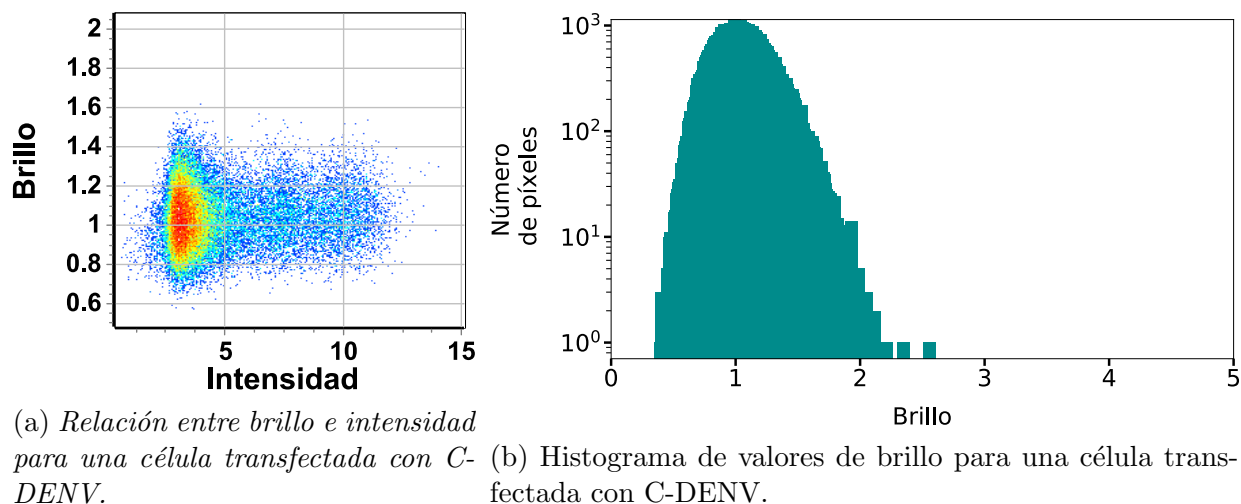 2
1.8
1.6
1.4
1.2
1
0.8
0.6
Brillo
5
10
15
Intensidad
(a) Relación entre brillo e intensidad
para una célula transfectada con C-
DENV.
10³
10²
10¹
10⁰
Número
de píxeles
0
1
2
3
4
5
Brillo
(b) Histograma de valores de brillo para una célula trans-
fectada con C-DENV.